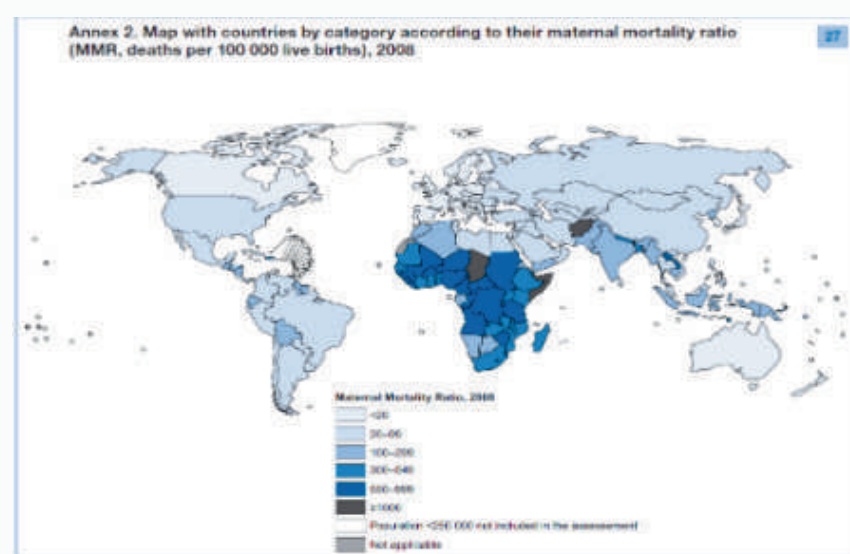 Annex 2. Map with countries by category according to their maternal mortality ratio
(MMR, deaths per 100 000 live births), 2008
27
Maternal Mortality Ratio, 2008
<20
20–99
100–299
300–549
550–999
≥1000
Population <250 000 not included in the assessment
Not applicable